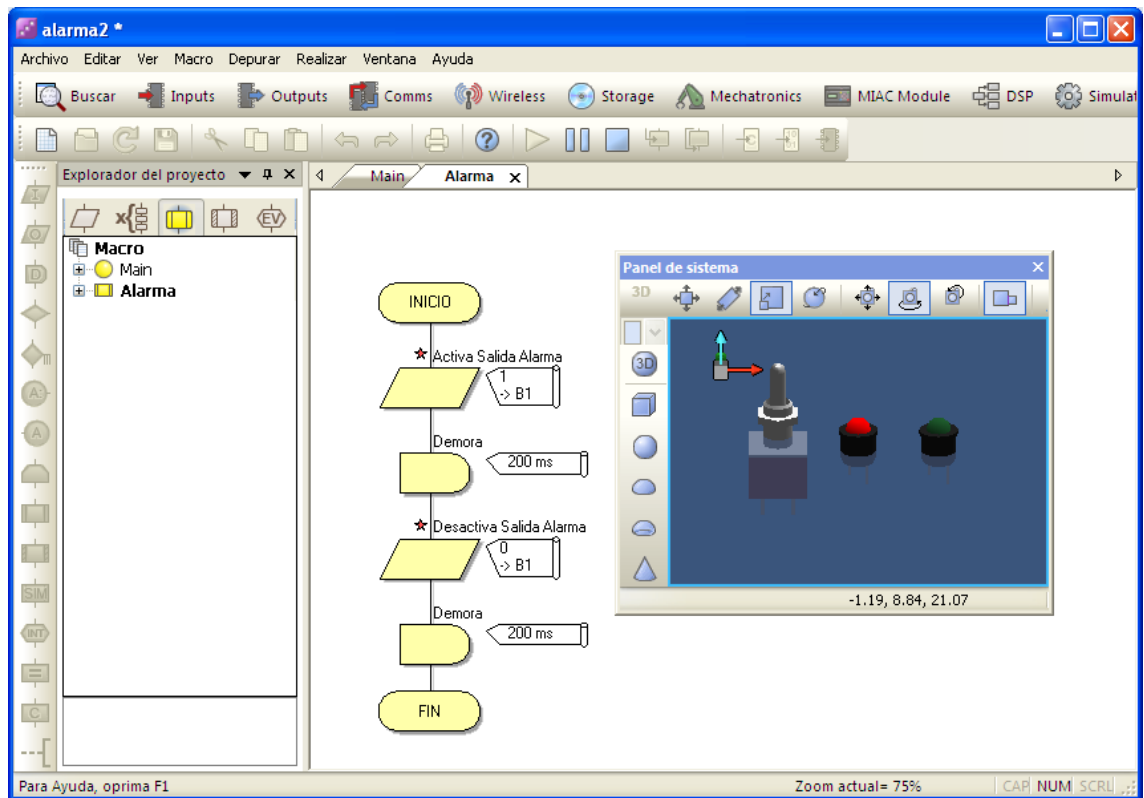 alarma2 *
Archivo Editar Ver Macro Depurar Realizar Ventana Ayuda
Buscar Inputs Outputs Comms Wireless Storage Mechatronics MIAC Module DSP Simulat
Explorador del proyecto
Main Alarma
x{ EV
Macro
Main
Alarma
I
O
D
A
A
SIM
INT
=
C
INICIO
Activa Salida Alarma
1
-> B1
Demora
200 ms
Desactiva Salida Alarma
0
-> B1
Demora
200 ms
FIN
Panel de sistema
3D
3D
-1.19, 8.84, 21.07
Para Ayuda, oprima F1
Zoom actual= 75%
CAP NUM SCRL